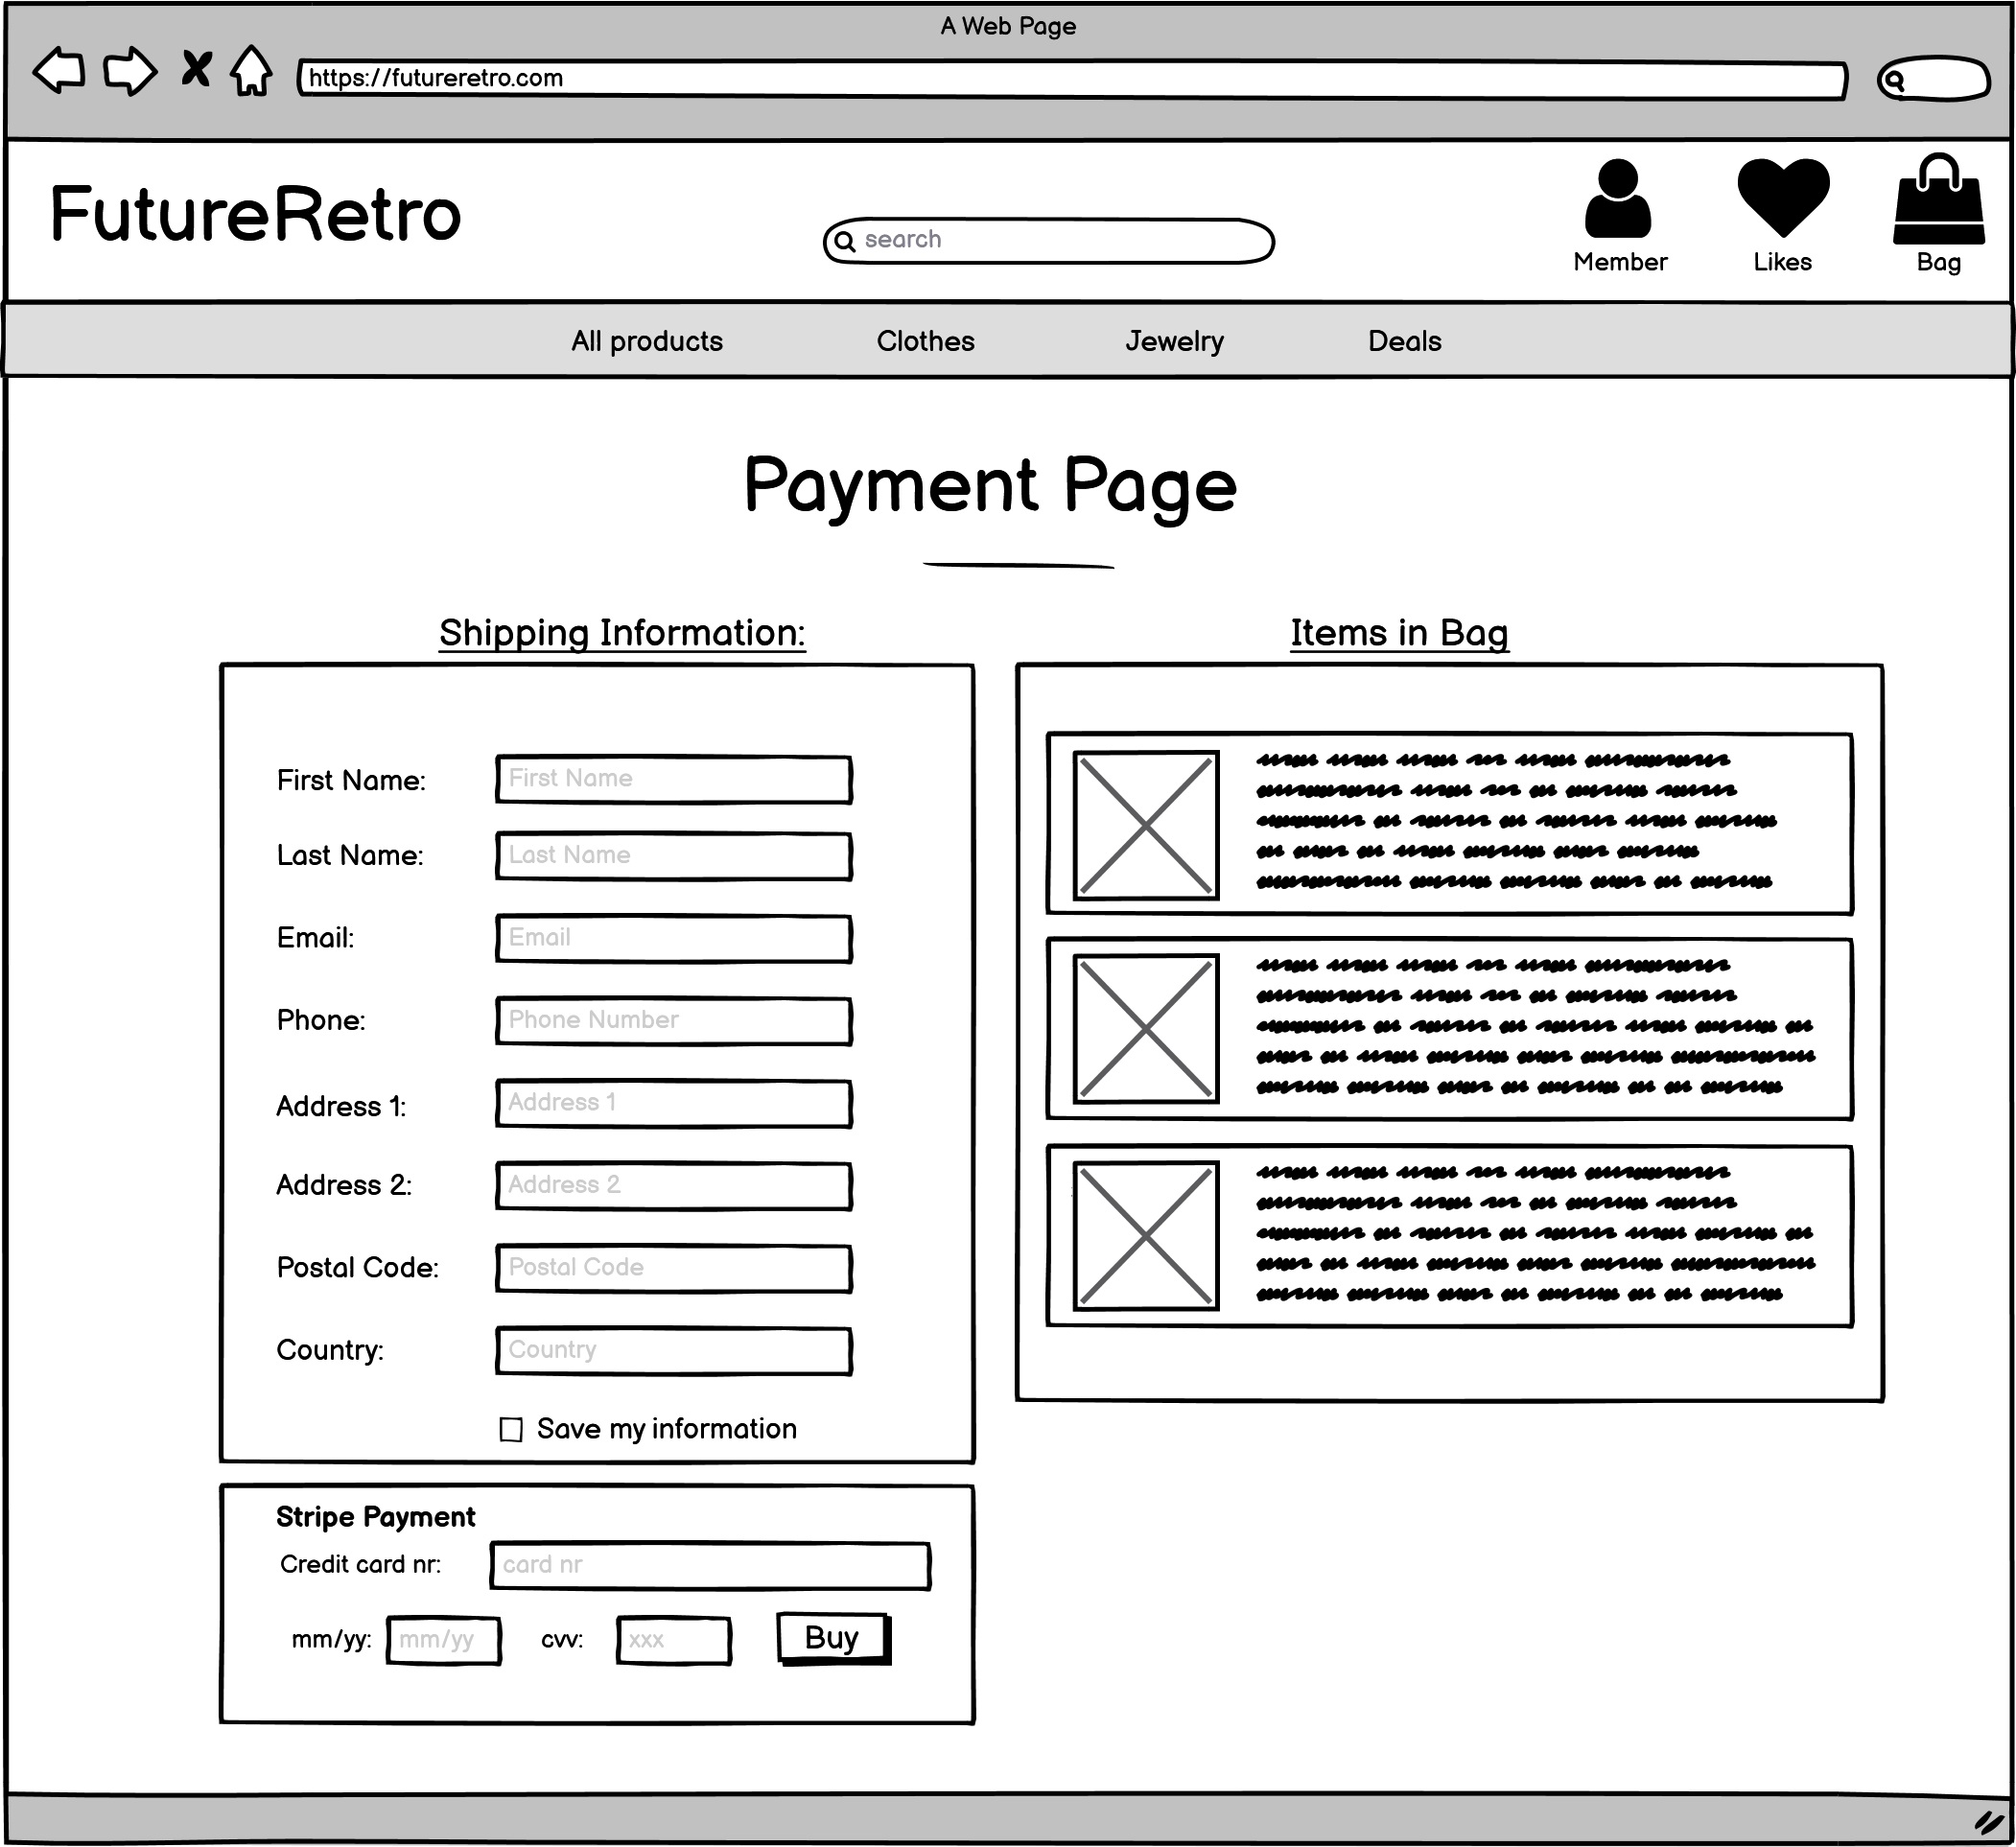 A Web Page
https://futureretro.com
FutureRetro
search
Member
Likes
Bag
All products
Clothes
Jewelry
Deals
Payment Page
Shipping Information:
First Name:
First Name
Last Name:
Last Name
Email:
Email
Phone:
Phone Number
Address 1:
Address 1
Address 2:
Address 2
Postal Code:
Postal Code
Country:
Country
Save my information
Stripe Payment
Credit card nr:
card nr
mm/yy:
mm/yy
cvv:
xxx
Buy
Items in Bag